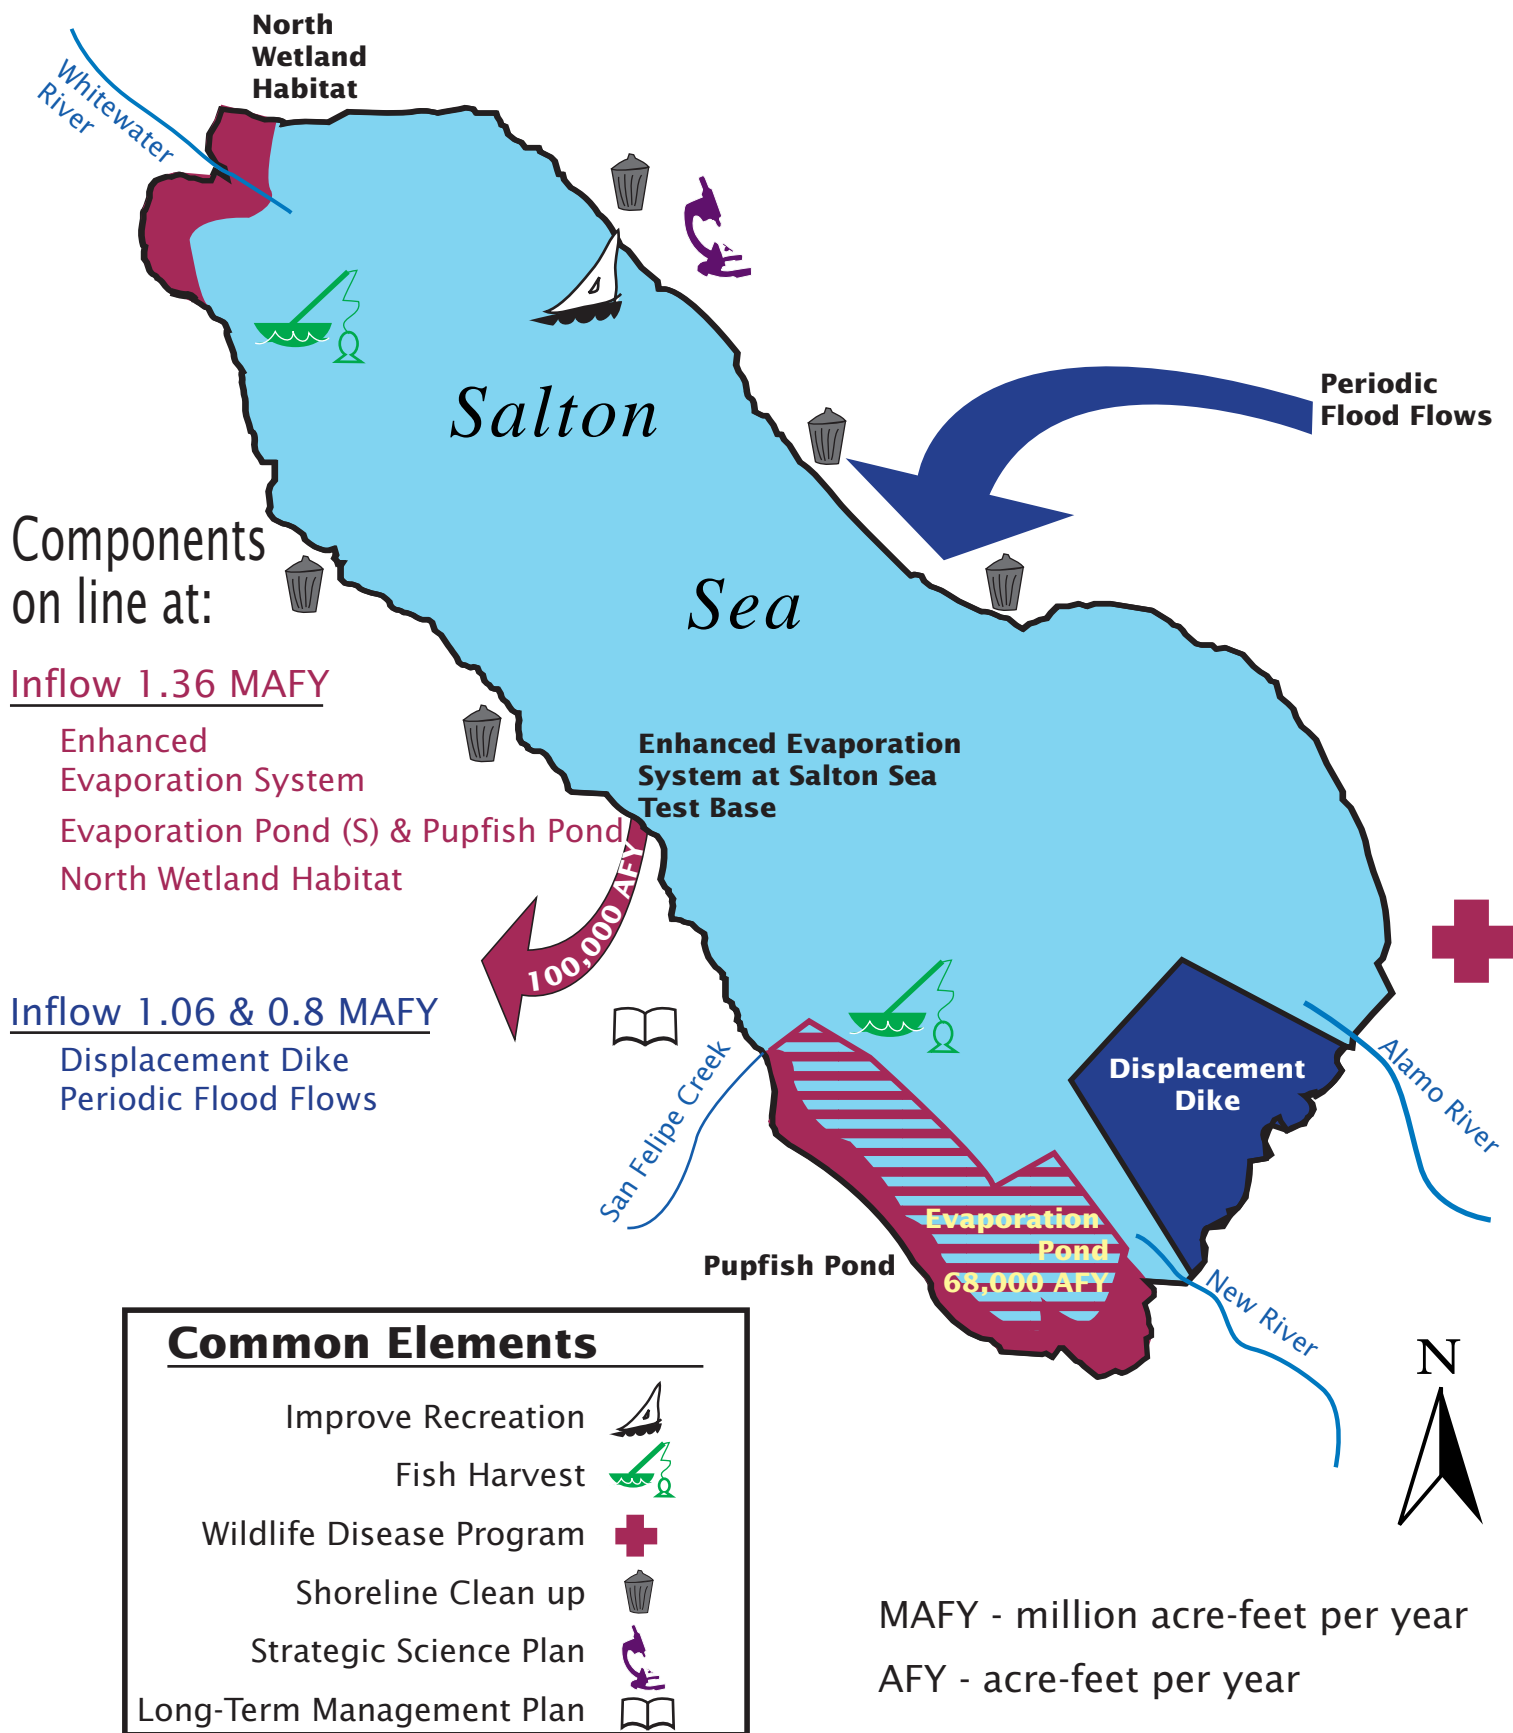 North
Wetland
Habitat
Whitewater
River
Salton
Periodic
Flood Flows
Components
on line at:
Sea
Inflow 1.36 MAFY
Enhanced
Evaporation System
Evaporation Pond (S) & Pupfish Pond
North Wetland Habitat
Enhanced Evaporation
System at Salton Sea
Test Base
100,000 AFY
Inflow 1.06 & 0.8 MAFY
Displacement Dike
Periodic Flood Flows
San Felipe Creek
Displacement
Dike
Alamo River
Evaporation
Pond
68,000 AFY
Pupfish Pond
New River
N
Common Elements
Improve Recreation
Fish Harvest
Wildlife Disease Program
Shoreline Clean up
Strategic Science Plan
Long-Term Management Plan
MAFY - million acre-feet per year
AFY - acre-feet per year